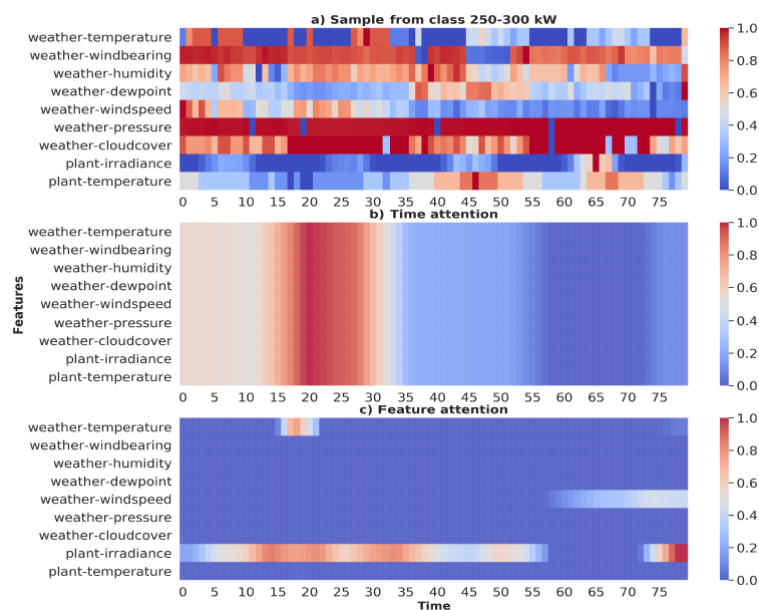 a) Sample from class 250-300 kW
weather-temperature
weather-windbearing
weather-humidity
weather-dewpoint
weather-windspeed
weather-pressure
weather-cloudcover
plant-irradiance
plant-temperature
0 5 10 15 20 25 30 35 40 45 50 55 60 65 70 75
1.0
0.8
0.6
0.4
0.2
0.0
b) Time attention
Features
weather-temperature
weather-windbearing
weather-humidity
weather-dewpoint
weather-windspeed
weather-pressure
weather-cloudcover
plant-irradiance
plant-temperature
0 5 10 15 20 25 30 35 40 45 50 55 60 65 70 75
1.0
0.8
0.6
0.4
0.2
0.0
c) Feature attention
weather-temperature
weather-windbearing
weather-humidity
weather-dewpoint
weather-windspeed
weather-pressure
weather-cloudcover
plant-irradiance
plant-temperature
0 5 10 15 20 25 30 35 40 45 50 55 60 65 70 75
Time
1.0
0.8
0.6
0.4
0.2
0.0